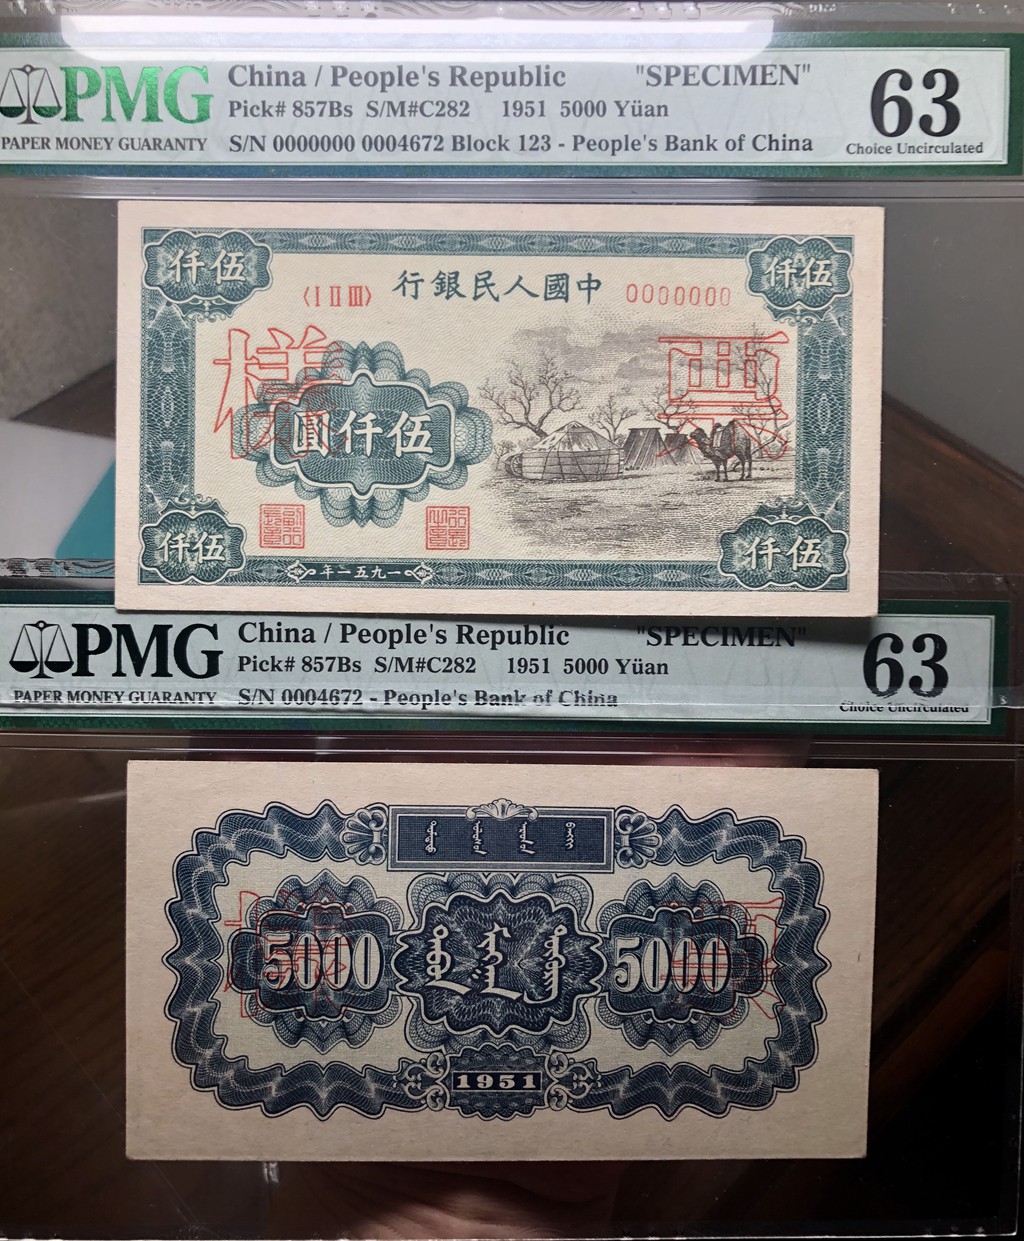 PMG
PAPER MONEY GUARANTY
China / People's Republic "SPECIMEN"
Pick# 857Bs S/M#C282 1951 5000 Yüan
S/N 0000000 0004672 Block 123 - People's Bank of China
63
Choice Uncirculated
伍仟
伍仟
〈I II III〉
行銀民人國中
0000000
樣
票
圓仟伍
伍仟
伍仟
年一五九一
PMG
PAPER MONEY GUARANTY
China / People's Republic "SPECIMEN"
Pick# 857Bs S/M#C282 1951 5000 Yüan
S/N 0004672 - People's Bank of China
63
Choice Uncirculated
5000
5000
1951